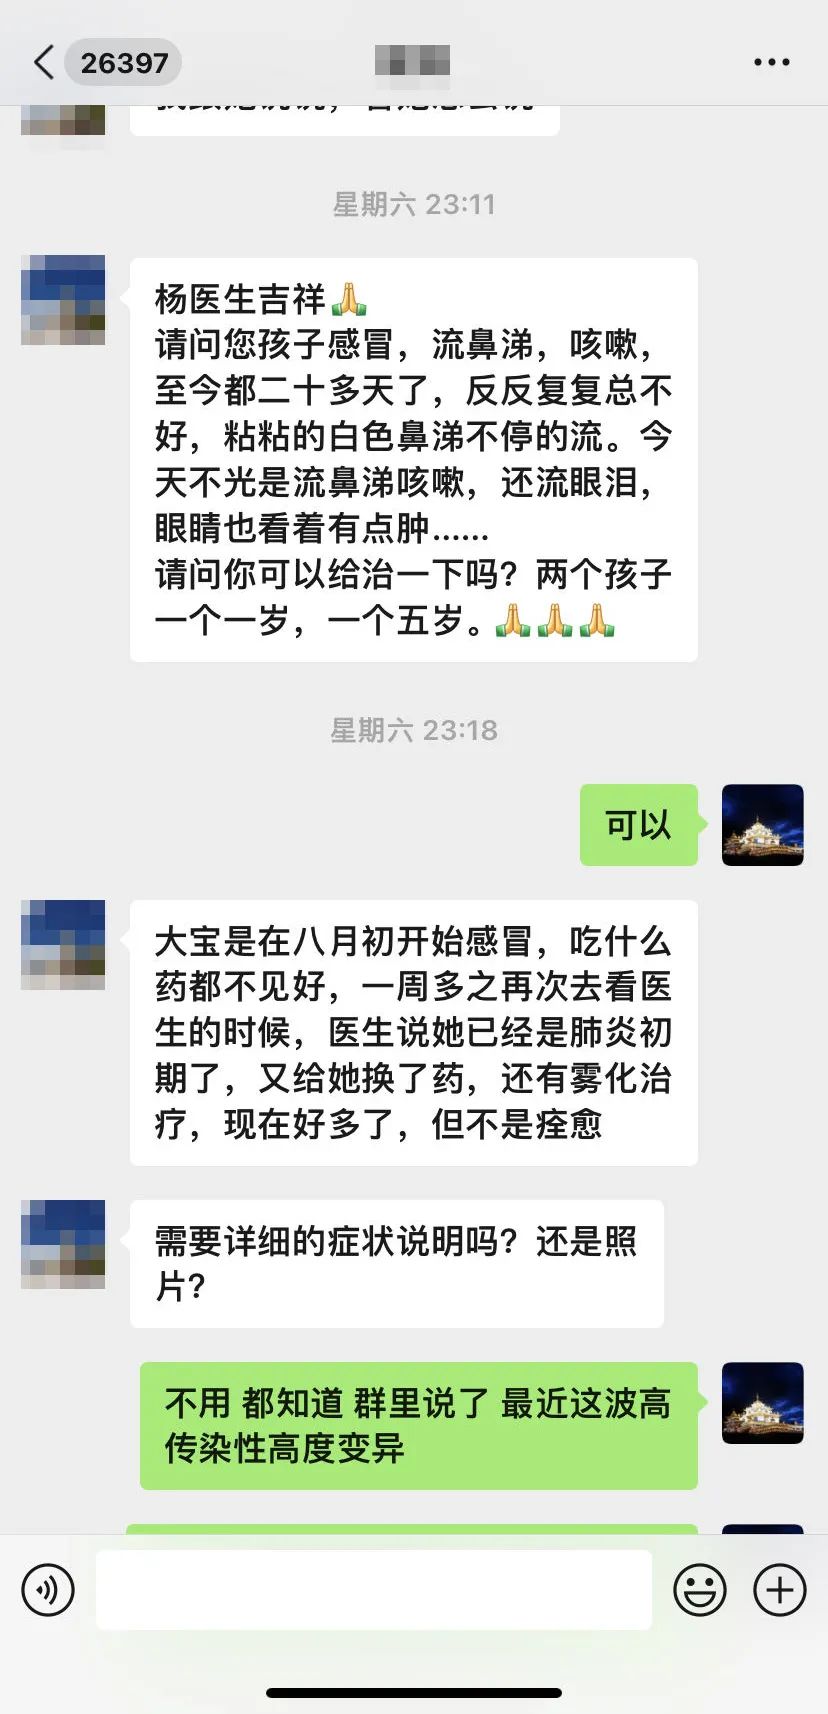 26397
星期六 23:11
杨医生吉祥🙏
请问您孩子感冒，流鼻涕，咳嗽，
至今都二十多天了，反反复复总不
好，粘粘的白色鼻涕不停的流。今
天不光是流鼻涕咳嗽，还流眼泪，
眼睛也看着有点肿......
请问你可以给治一下吗？两个孩子
一个一岁，一个五岁。🙏🙏🙏
星期六 23:18
可以
大宝是在八月初开始感冒，吃什么
药都不见好，一周多之再次去看医
生的时候，医生说她已经是肺炎初
期了，又给她换了药，还有雾化治
疗，现在好多了，但不是痊愈
需要详细的症状说明吗？还是照
片？
不用 都知道 群里说了 最近这波高
传染性高度变异